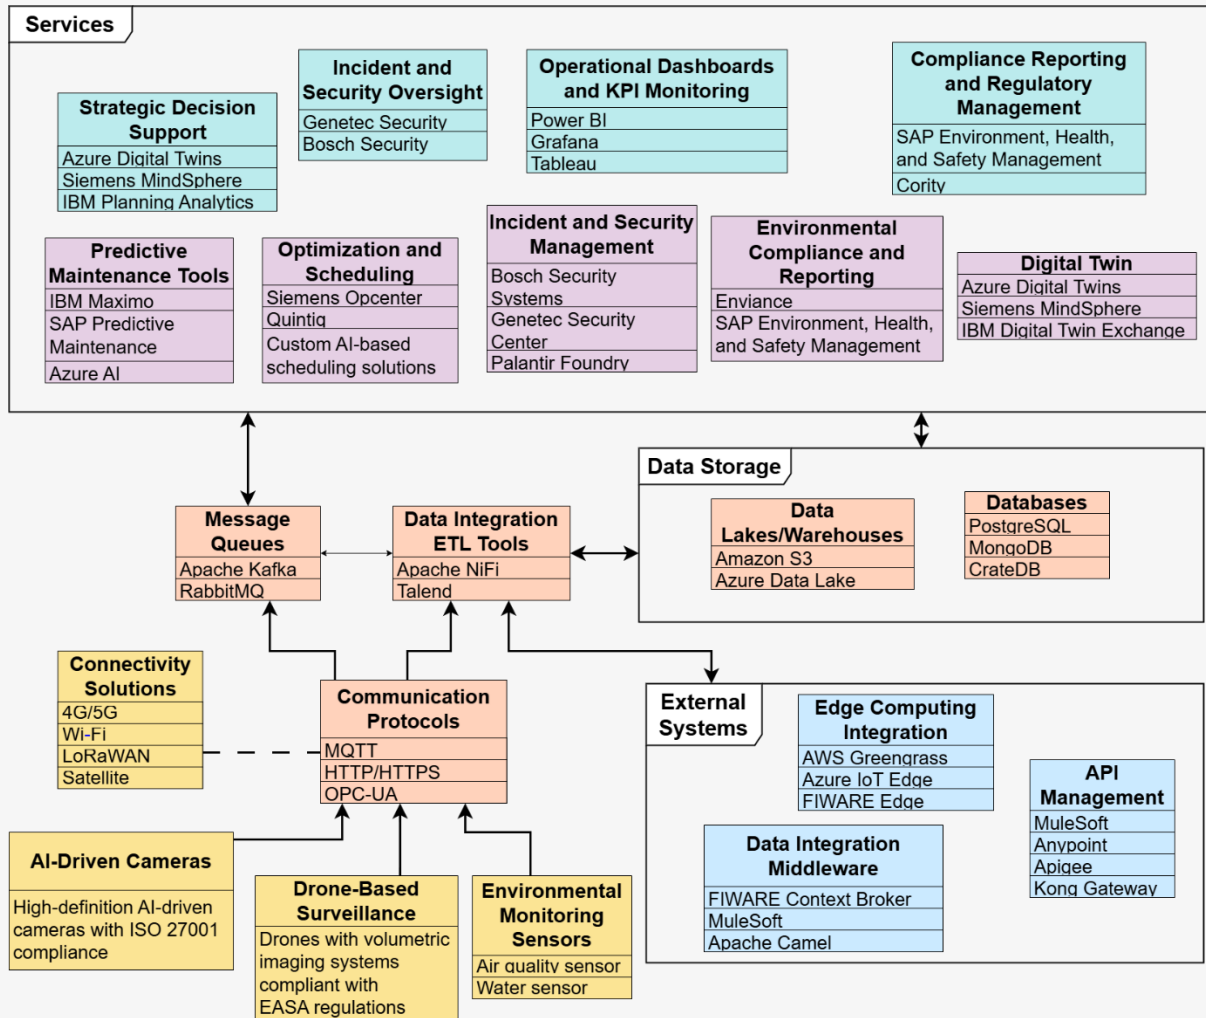 Services
Strategic Decision
Support
Azure Digital Twins
Siemens MindSphere
IBM Planning Analytics
Incident and
Security Oversight
Genetec Security
Bosch Security
Operational Dashboards
and KPI Monitoring
Power BI
Grafana
Tableau
Compliance Reporting
and Regulatory
Management
SAP Environment, Health,
and Safety Management
Cority
Predictive
Maintenance Tools
IBM Maximo
SAP Predictive
Maintenance
Azure AI
Optimization and
Scheduling
Siemens Opcenter
Quintiq
Custom AI-based
scheduling solutions
Incident and Security
Management
Bosch Security
Systems
Genetec Security
Center
Palantir Foundry
Environmental
Compliance and
Reporting
Enviance
SAP Environment, Health,
and Safety Management
Digital Twin
Azure Digital Twins
Siemens MindSphere
IBM Digital Twin Exchange
Message
Queues
Apache Kafka
RabbitMQ
Data Integration
ETL Tools
Apache NiFi
Talend
Data Storage
Data
Lakes/Warehouses
Amazon S3
Azure Data Lake
Databases
PostgreSQL
MongoDB
CrateDB
Connectivity
Solutions
4G/5G
Wi-Fi
LoRaWAN
Satellite
Communication
Protocols
MQTT
HTTP/HTTPS
OPC-UA
External
Systems
Edge Computing
Integration
AWS Greengrass
Azure IoT Edge
FIWARE Edge
API
Management
MuleSoft
Anypoint
Apigee
Kong Gateway
Data Integration
Middleware
FIWARE Context Broker
MuleSoft
Apache Camel
AI-Driven Cameras
High-definition AI-driven
cameras with ISO 27001
compliance
Drone-Based
Surveillance
Drones with volumetric
imaging systems
compliant with
EASA regulations
Environmental
Monitoring
Sensors
Air quality sensor
Water sensor